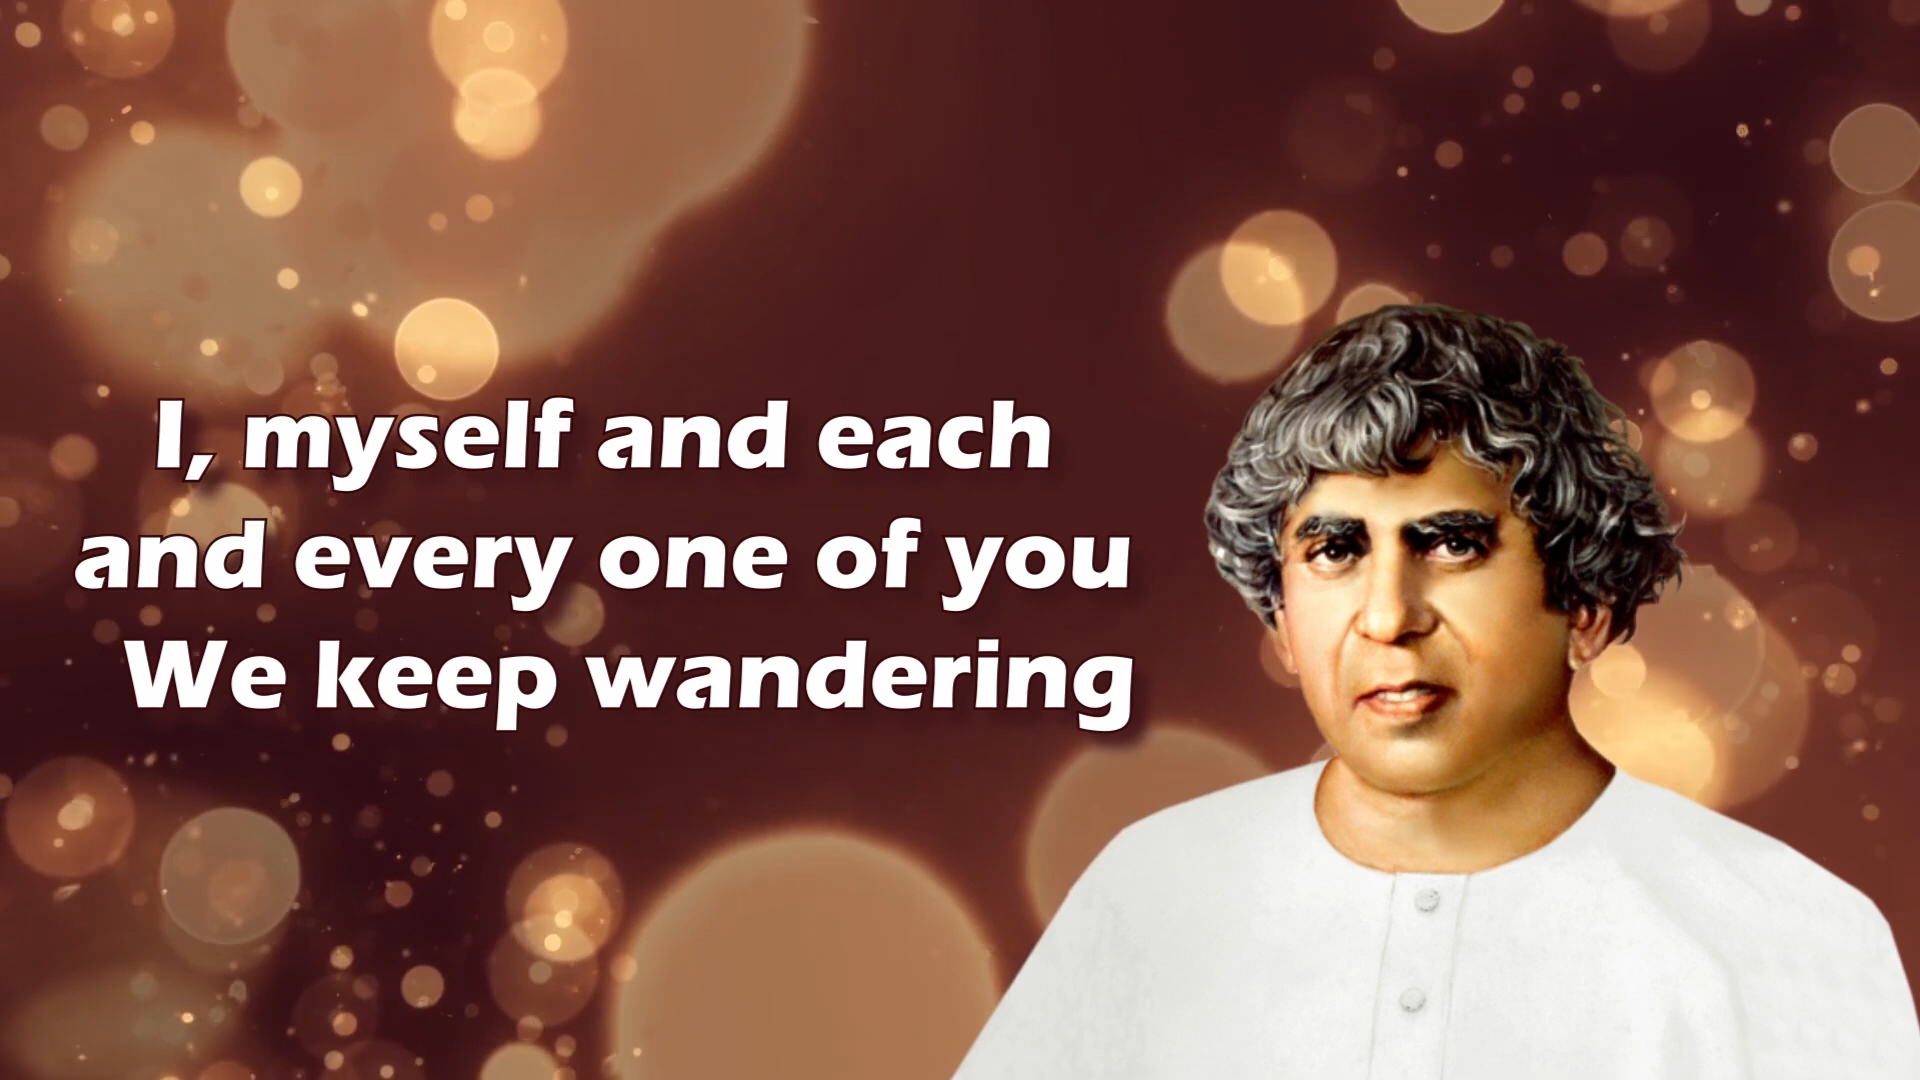 I, myself and each
and every one of you
We keep wandering